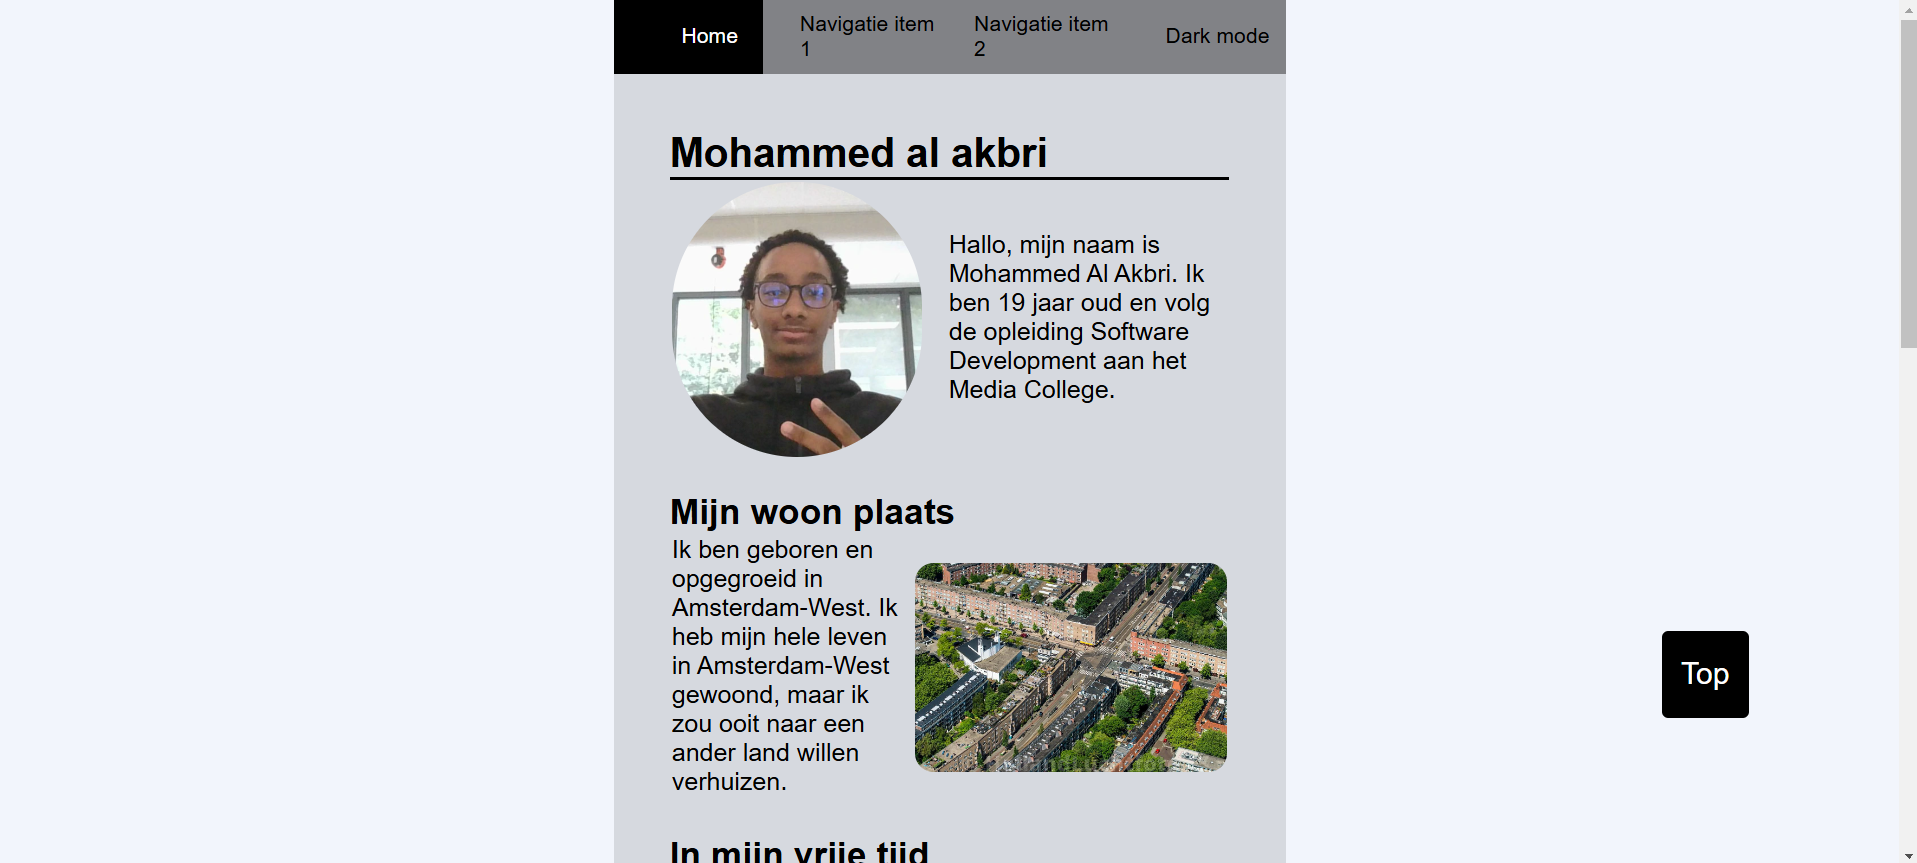 Home
Navigatie item
1
Navigatie item
2
Dark mode
Mohammed al akbri
Hallo, mijn naam is
Mohammed Al Akbri. Ik
ben 19 jaar oud en volg
de opleiding Software
Development aan het
Media College.
Mijn woon plaats
Ik ben geboren en
opgegroeid in
Amsterdam-West. Ik
heb mijn hele leven
in Amsterdam-West
gewoond, maar ik
zou ooit naar een
ander land willen
verhuizen.
Top
In mijn vrije tijd